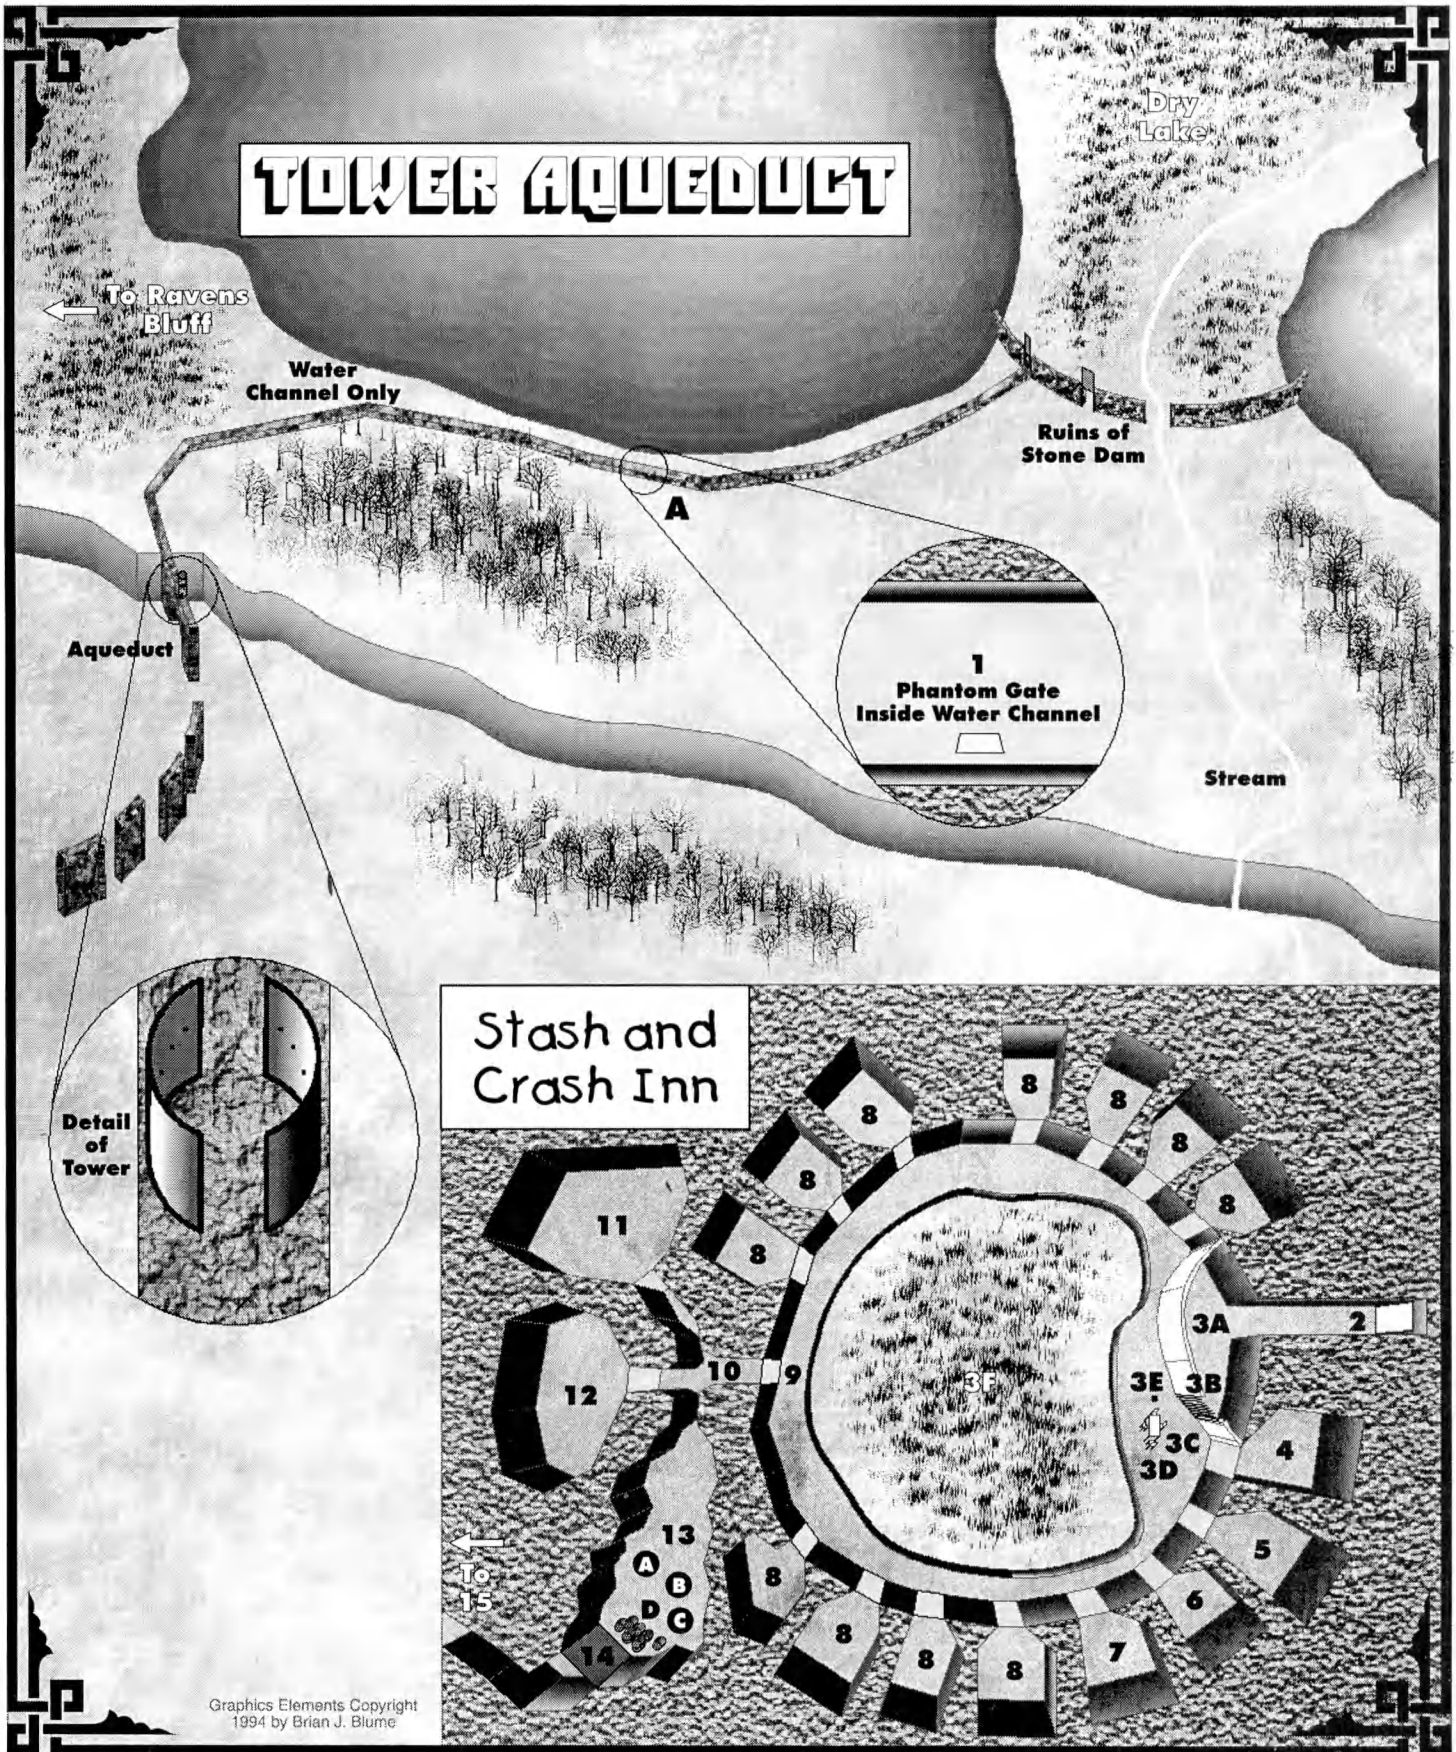 TOWER AQUEDUCT
Dry
Lake
To Ravens
Bluff
Water
Channel Only
Ruins of
Stone Dam
A
Aqueduct
1
Phantom Gate
Inside Water Channel
Stream
Detail
of
Tower
Stash and
Crash Inn
8
8
8
8
8
8
8
11
2
3A
3B
3E
3F
3C
3D
10
9
12
4
5
6
7
13
A
B
C
D
14
8
8
8
8
To
15
Graphics Elements Copyright
1994 by Brian J. Blume